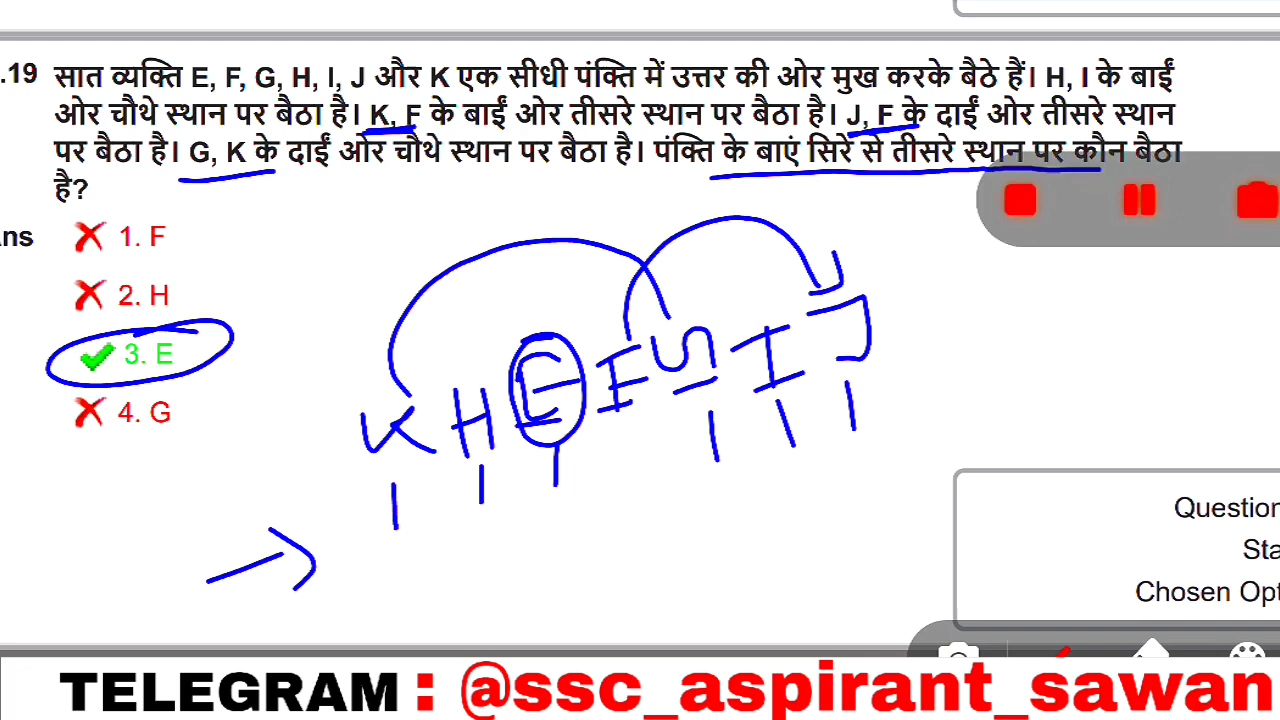 .19 सात व्यक्ति E, F, G, H, I, J और K एक सीधी पंक्ति में उत्तर की ओर मुख करके बैठे हैं। H, I के बाईं
ओर चौथे स्थान पर बैठा है। K, F के बाईं ओर तीसरे स्थान पर बैठा है। J, F के दाईं ओर तीसरे स्थान
पर बैठा है। G, K के दाईं ओर चौथे स्थान पर बैठा है। पंक्ति के बाएं सिरे से तीसरे स्थान पर कौन बैठा
है?
Ans 1. F
2. H
3. E
4. G
K H E F G I J
Question
Sta
Chosen Opt
TELEGRAM : @ssc_aspirant_sawan